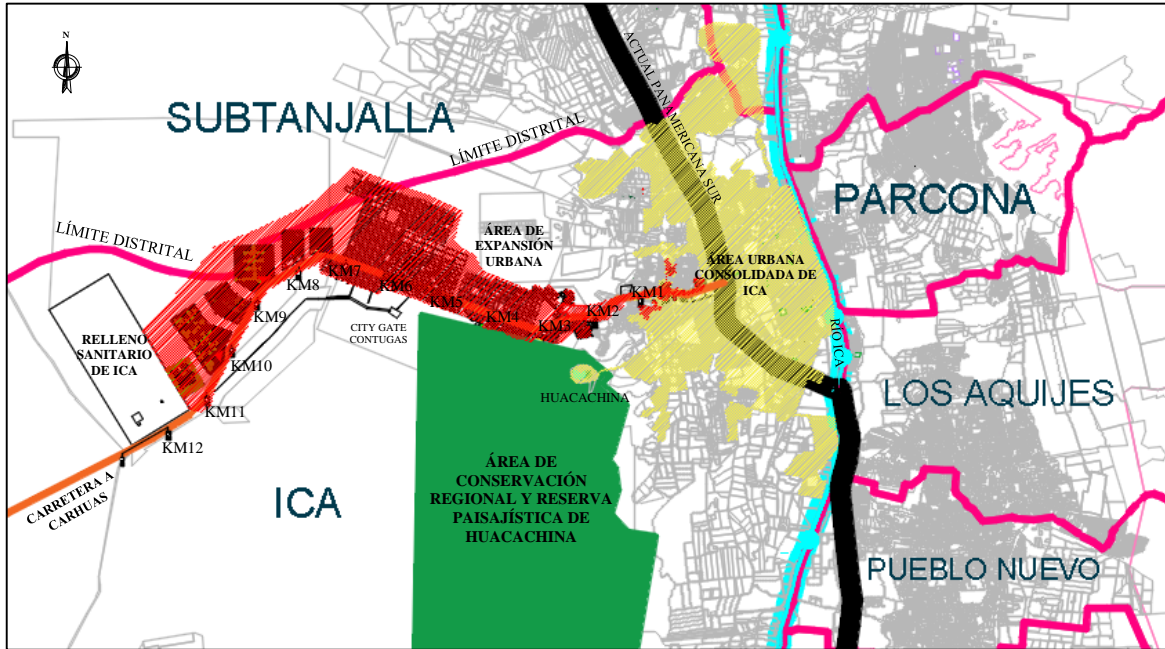 N
SUBTANJALLA
ACTUAL PANAMERICANA SUR
LÍMITE DISTRITAL
PARCONA
LÍMITE DISTRITAL
ÁREA DE
EXPANSIÓN
URBANA
ÁREA URBANA
CONSOLIDADA DE
ICA
KM8
KM7
KM6
KM5
KM4
KM3
KM2
KM1
KM9
CITY GATE
CONTUGAS
RÍO ICA
RELLENO
SANITARIO
DE ICA
KM10
KM11
KM12
HUACACHINA
LOS AQUIJES
CARRETERA A
CARHUAS
ICA
ÁREA DE
CONSERVACIÓN
REGIONAL Y RESERVA
PAISAJÍSTICA DE
HUACACHINA
PUEBLO NUEVO